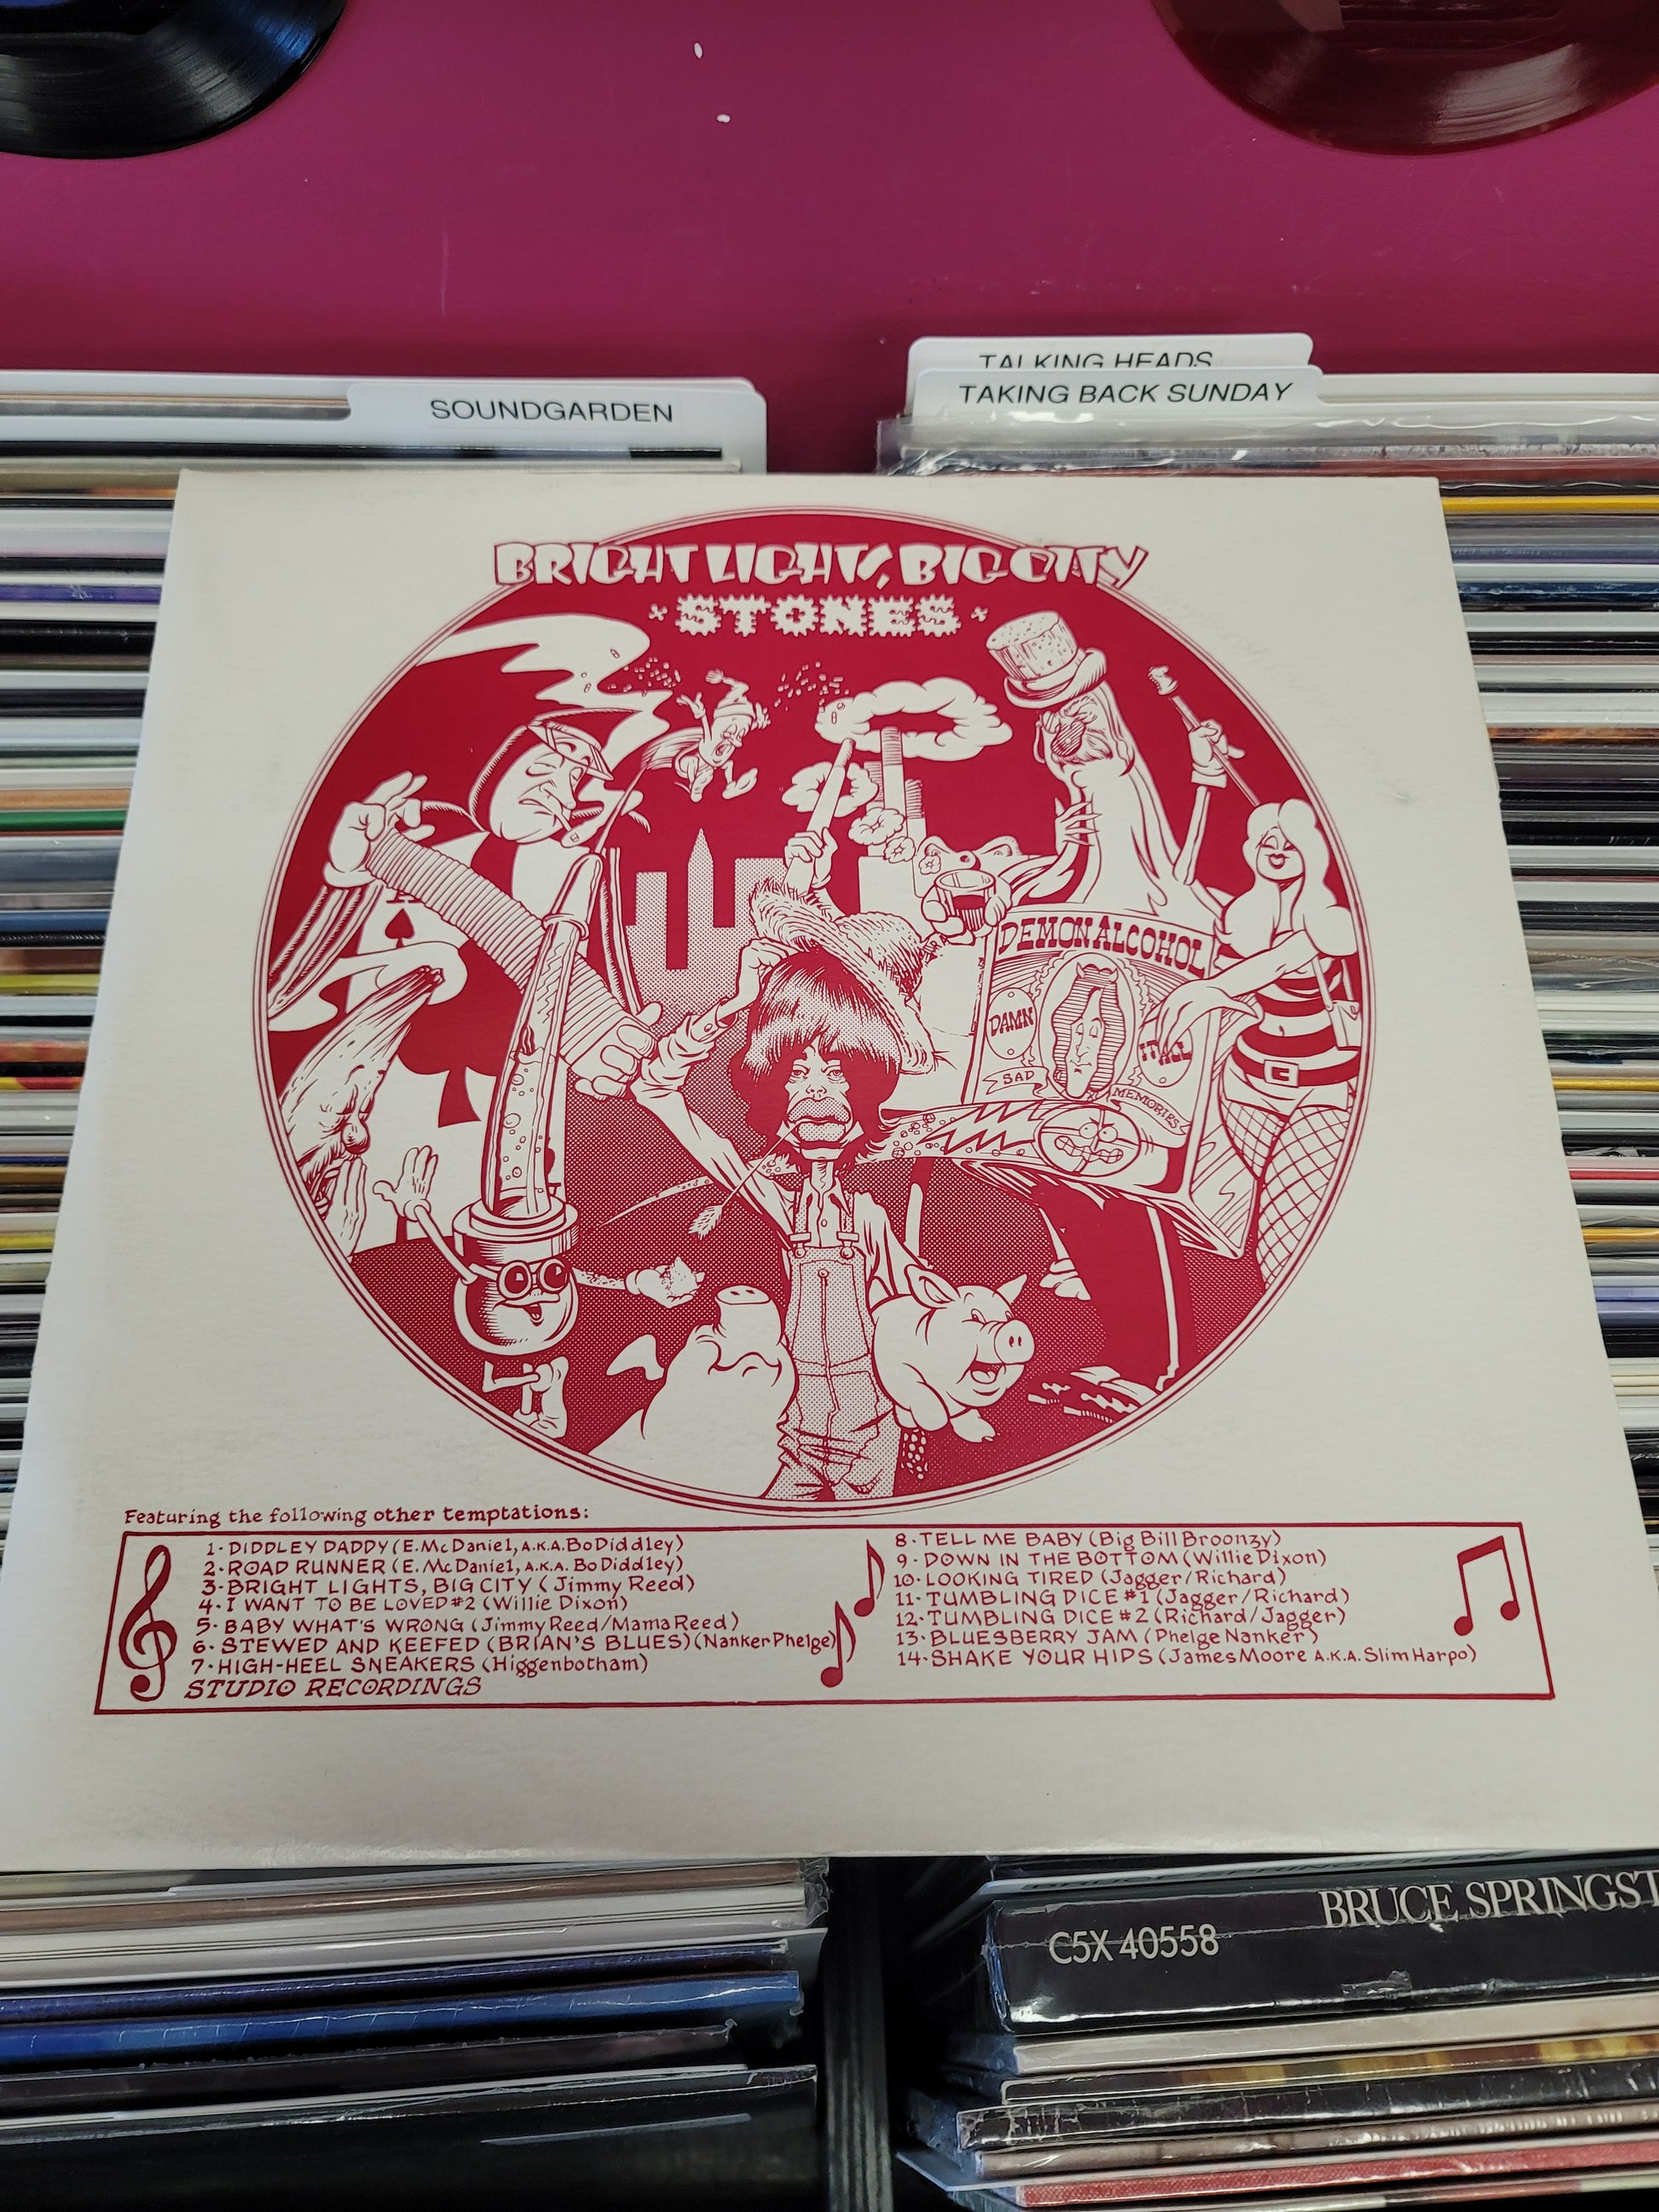 TALKING HEADS
TAKING BACK SUNDAY
SOUNDGARDEN
BRIGHT LIGHTS, BIG CITY
STONES
DEMON ALCOHOL
DAMN
IT ALL
SAD
MEMORIES
Featuring the following other temptations:
1·DIDDLEY DADDY (E.McDaniel, A.K.A. Bo Diddley)
2·ROAD RUNNER (E.McDaniel, A.K.A. Bo Diddley)
3·BRIGHT LIGHTS, BIG CITY (Jimmy Reed)
4·I WANT TO BE LOVED #2 (Willie Dixon)
5·BABY WHAT'S WRONG (Jimmy Reed/Mama Reed)
6·STEWED AND KEEFED (BRIAN'S BLUES) (Nanker Phelge)
7·HIGH-HEEL SNEAKERS (Higgenbotham)
STUDIO RECORDINGS
8·TELL ME BABY (Big Bill Broonzy)
9·DOWN IN THE BOTTOM (Willie Dixon)
10·LOOKING TIRED (Jagger/Richard)
11·TUMBLING DICE #1 (Jagger/Richard)
12·TUMBLING DICE #2 (Richard/Jagger)
13·BLUESBERRY JAM (Phelge Nanker)
14·SHAKE YOUR HIPS (James Moore A.K.A. Slim Harpo)
BRUCE SPRINGST
C5X 40558